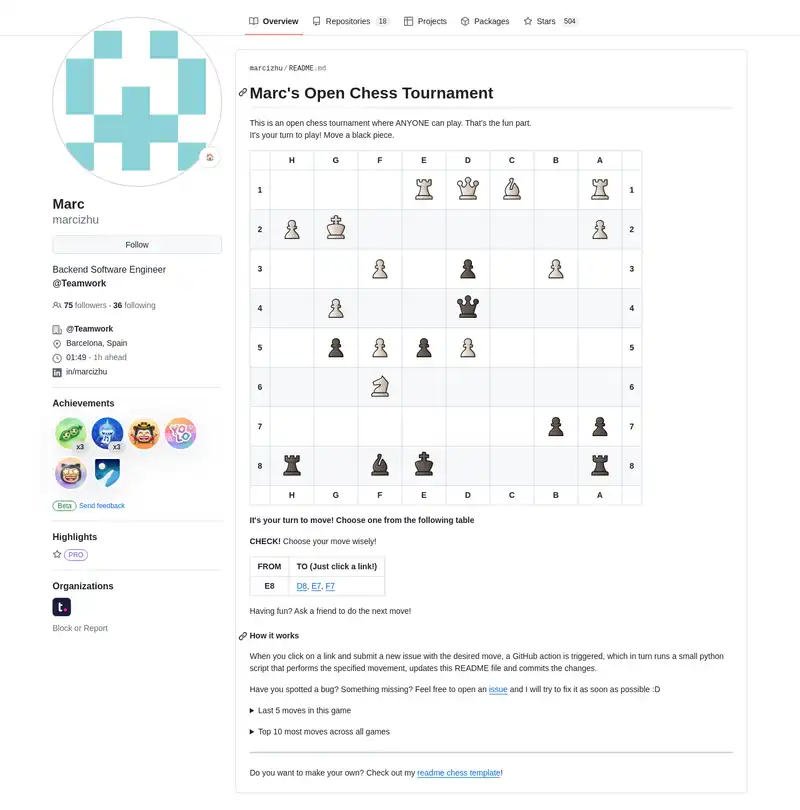 Overview Repositories 18 Projects Packages Stars 504
Marc
marcizhu
Follow
Backend Software Engineer
@Teamwork
75 followers · 36 following
@Teamwork
Barcelona, Spain
01:49 - 1h ahead
in/marcizhu
Achievements
x3
x3
YOLO
Beta Send feedback
Highlights
PRO
Organizations
t.
Block or Report
marcizhu/README.md
Marc's Open Chess Tournament
This is an open chess tournament where ANYONE can play. That's the fun part.
It's your turn to play! Move a black piece.
H G F E D C B A
1 1
2 2
3 3
4 4
5 5
6 6
7 7
8 8
H G F E D C B A
It's your turn to move! Choose one from the following table
CHECK! Choose your move wisely!
FROM TO (Just click a link!)
E8 D8, E7, F7
Having fun? Ask a friend to do the next move!
How it works
When you click on a link and submit a new issue with the desired move, a GitHub action is triggered, which in turn runs a small python
script that performs the specified movement, updates this README file and commits the changes.
Have you spotted a bug? Something missing? Feel free to open an issue and I will try to fix it as soon as possible :D
Last 5 moves in this game
Top 10 most moves across all games
Do you want to make your own? Check out my readme chess template!